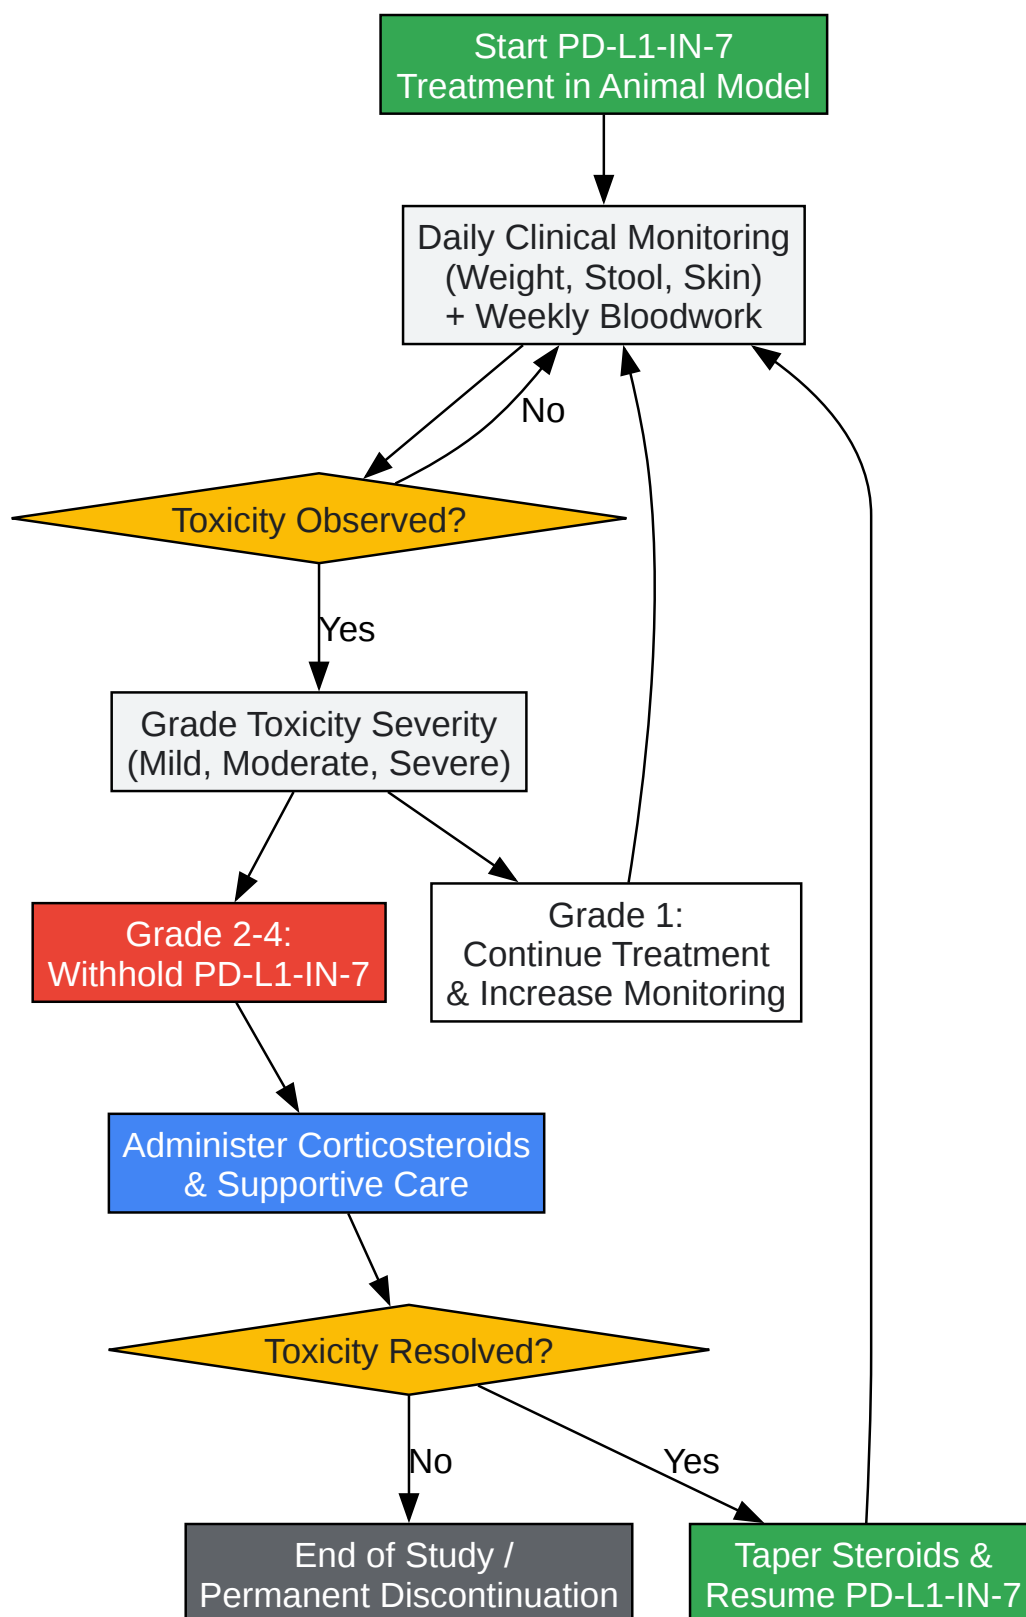 Start PD-L1-IN-7
Treatment in Animal Model
Daily Clinical Monitoring
(Weight, Stool, Skin)
+ Weekly Bloodwork
No
Toxicity Observed?
Yes
Grade Toxicity Severity
(Mild, Moderate, Severe)
Grade 2-4:
Withhold PD-L1-IN-7
Grade 1:
Continue Treatment
& Increase Monitoring
Administer Corticosteroids
& Supportive Care
Toxicity Resolved?
No
Yes
End of Study /
Permanent Discontinuation
Taper Steroids &
Resume PD-L1-IN-7